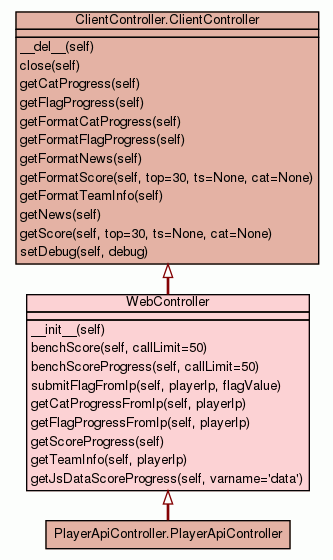 ClientController.ClientController
__del__(self)
close(self)
getCatProgress(self)
getFlagProgress(self)
getFormatCatProgress(self)
getFormatFlagProgress(self)
getFormatNews(self)
getFormatScore(self, top=30, ts=None, cat=None)
getFormatTeamInfo(self)
getNews(self)
getScore(self, top=30, ts=None, cat=None)
setDebug(self, debug)
WebController
__init__(self)
benchScore(self, callLimit=50)
benchScoreProgress(self, callLimit=50)
submitFlagFromIp(self, playerIp, flagValue)
getCatProgressFromIp(self, playerIp)
getFlagProgressFromIp(self, playerIp)
getScoreProgress(self)
getTeamInfo(self, playerIp)
getJsDataScoreProgress(self, varname='data')
PlayerApiController.PlayerApiController